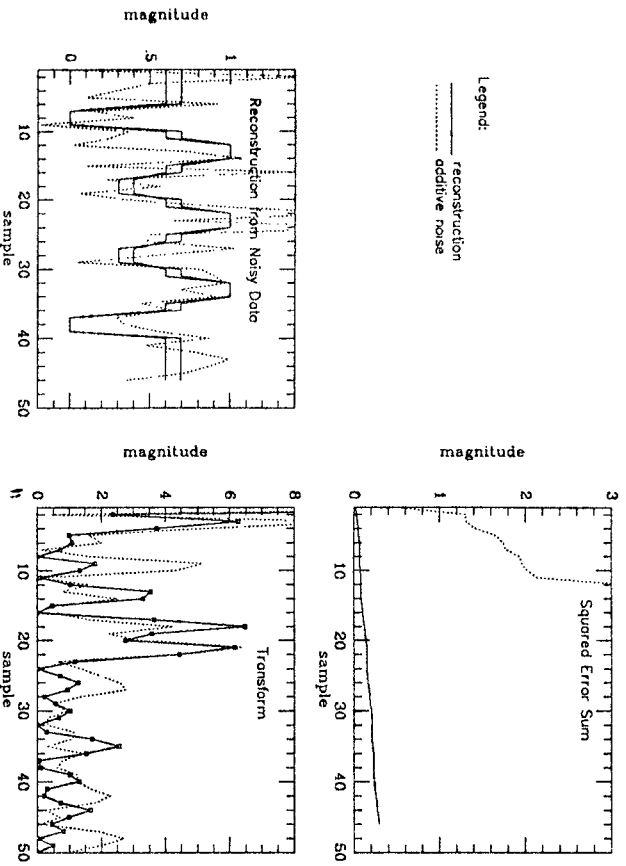 Legend:
reconstruction
additive noise
Squared Error Sum
magnitude
0
1
2
3
10
20
30
40
50
sample
Reconstruction from Noisy Data
magnitude
0
.5
1
10
20
30
40
50
sample
Transform
magnitude
0
2
4
6
8
10
20
30
40
50
sample